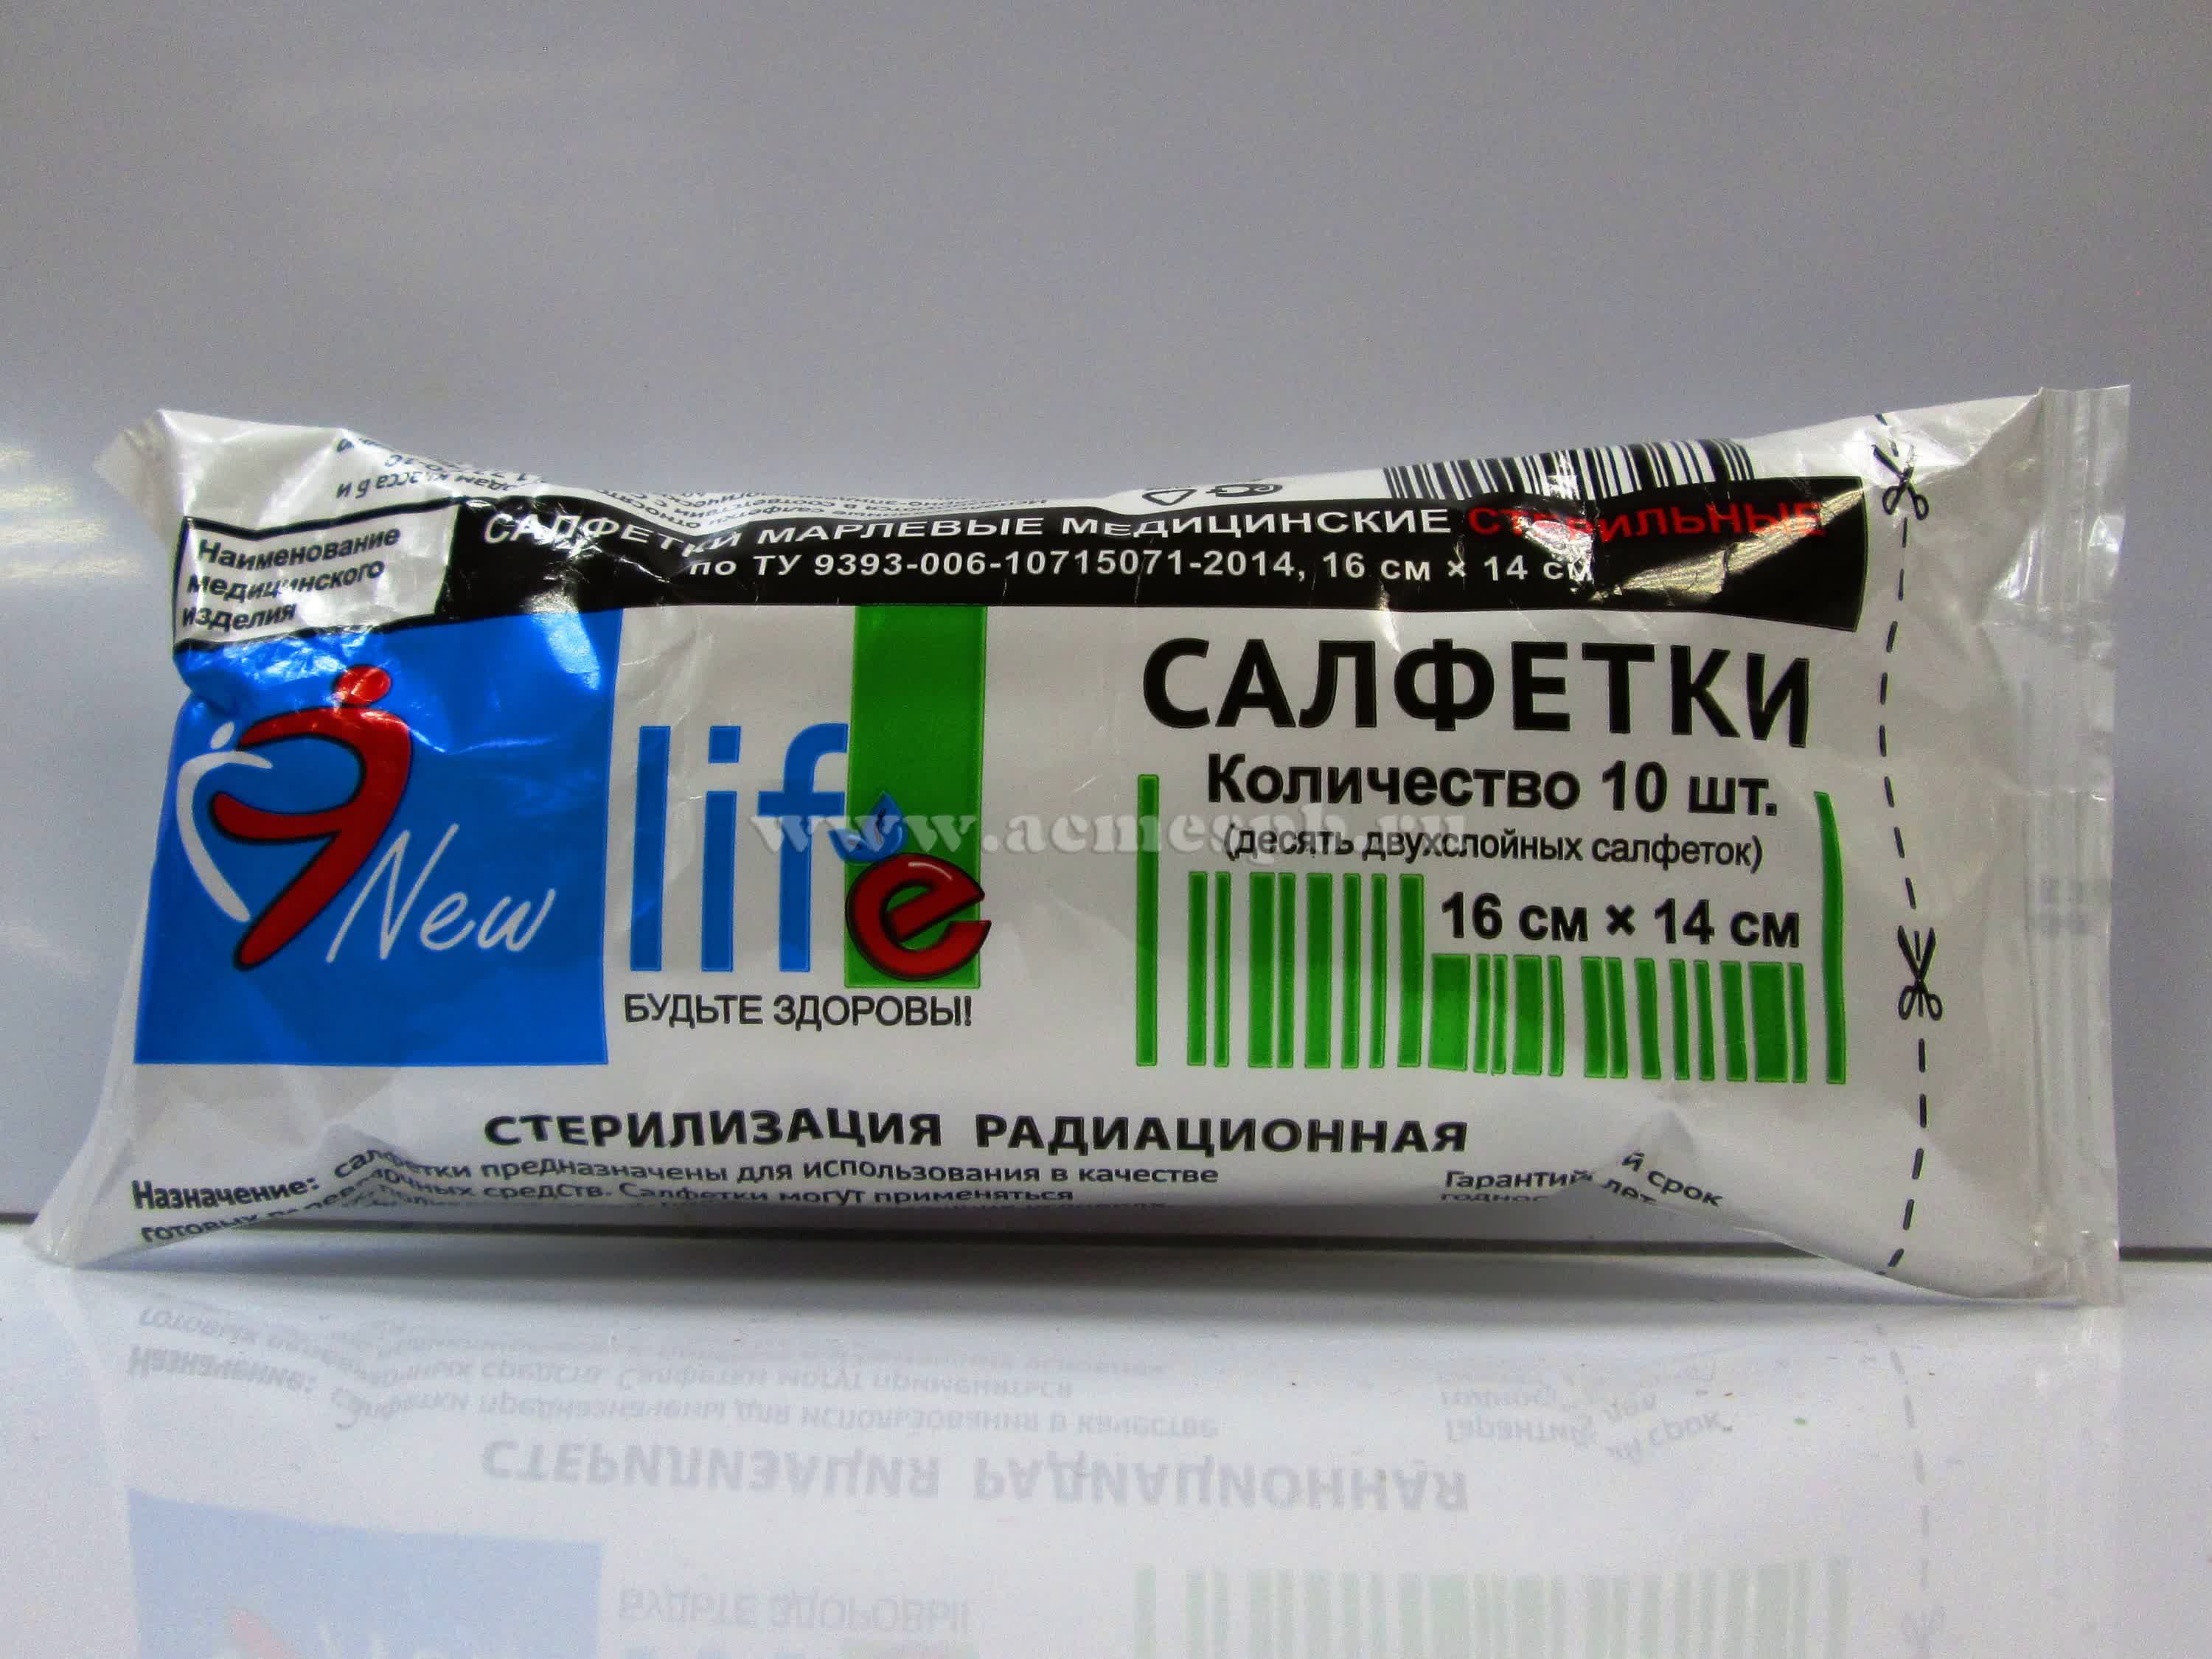 класса б и
САЛФЕТКИ МАРЛЕВЫЕ МЕДИЦИНСКИЕ СТЕРИЛЬНЫЕ
по ТУ 9393-006-10715071-2014, 16 см × 14 см
Наименование
медицинского
изделия
New
life
БУДЬТЕ ЗДОРОВЫ!
САЛФЕТКИ
Количество 10 шт.
www.acmespb.ru
(десять двухслойных салфеток)
16 см × 14 см
СТЕРИЛИЗАЦИЯ РАДИАЦИОННАЯ
Назначение: салфетки предназначены для использования в качестве
готовых средств. Салфетки могут применяться
срок
лет